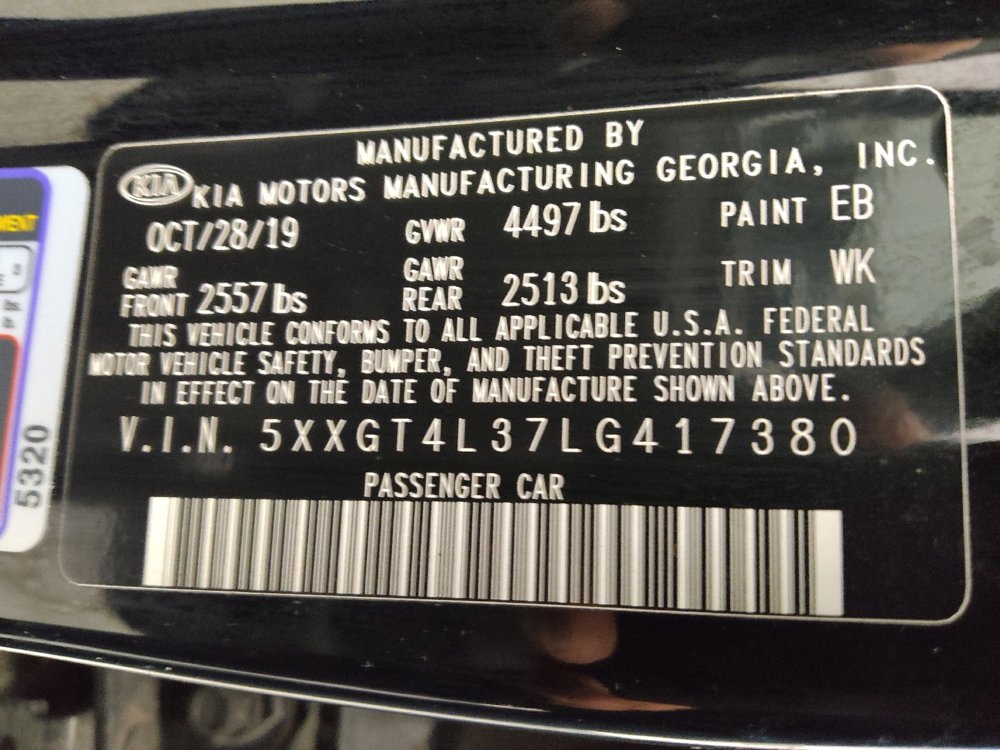 MANUFACTURED BY
KIA KIA MOTORS MANUFACTURING GEORGIA, INC.
OCT/28/19 GVWR 4497 lbs PAINT EB
GAWR FRONT 2557 lbs GAWR REAR 2513 lbs TRIM WK
THIS VEHICLE CONFORMS TO ALL APPLICABLE U.S.A. FEDERAL
MOTOR VEHICLE SAFETY, BUMPER, AND THEFT PREVENTION STANDARDS
IN EFFECT ON THE DATE OF MANUFACTURE SHOWN ABOVE.
V.I.N. 5XXGT4L37LG417380
PASSENGER CAR
5320